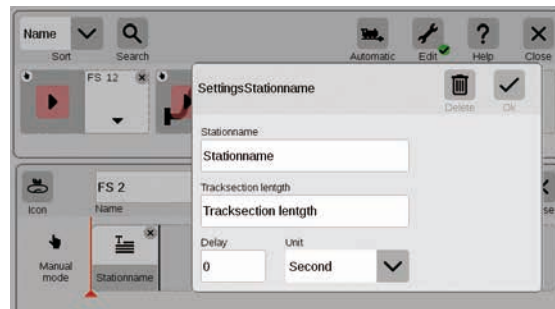 Name
Sort
Search
Automatic
Edit
Help
Close
FS 12
SettingsStationname
Delete
Ok
Stationname
Stationname
Tracksection lentgth
Tracksection lentgth
Delay
Unit
0
Second
Icon
FS 2
Name
se
Manual
mode
Stationname